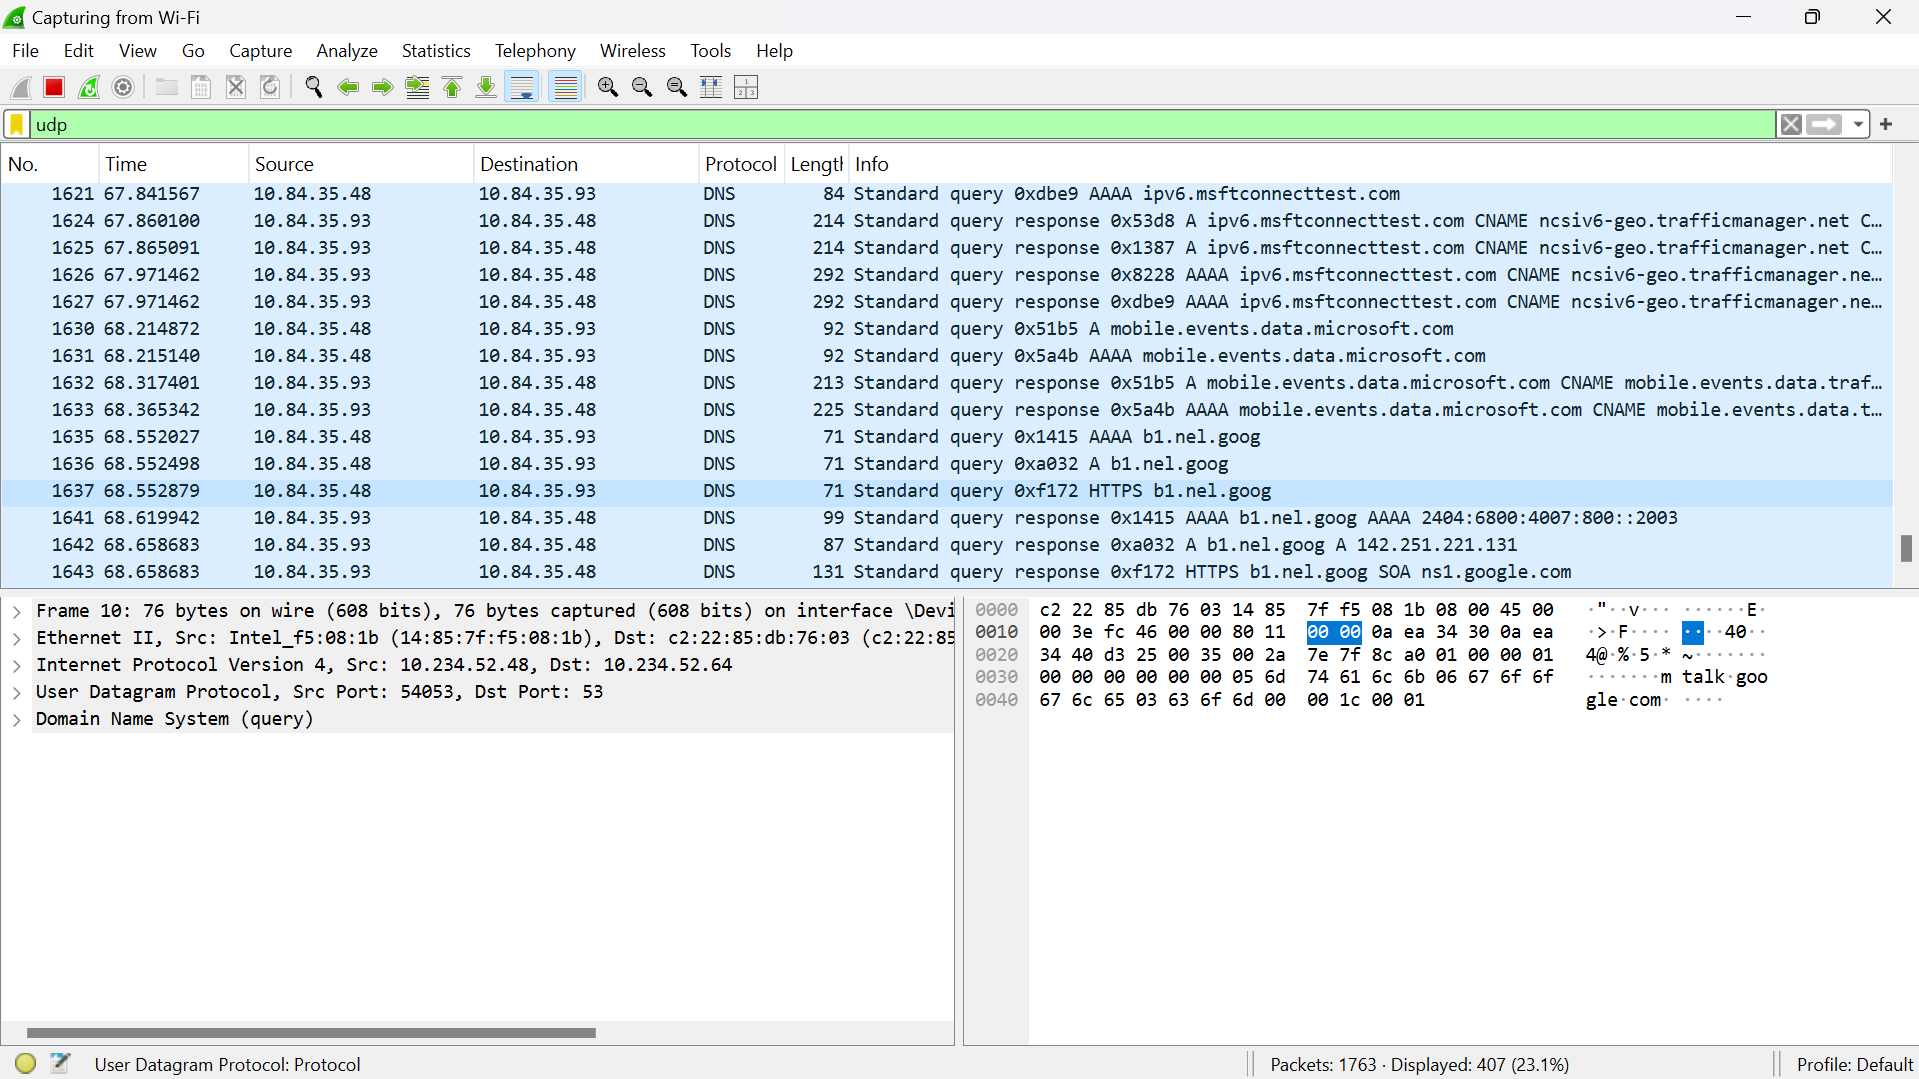 Capturing from Wi-Fi
File Edit View Go Capture Analyze Statistics Telephony Wireless Tools Help
udp
No. Time Source Destination Protocol Length Info
1621 67.841567 10.84.35.48 10.84.35.93 DNS 84 Standard query 0xdbe9 AAAA ipv6.msftconnecttest.com
1624 67.860100 10.84.35.93 10.84.35.48 DNS 214 Standard query response 0x53d8 A ipv6.msftconnecttest.com CNAME ncsiv6-geo.trafficmanager.net C…
1625 67.865091 10.84.35.93 10.84.35.48 DNS 214 Standard query response 0x1387 A ipv6.msftconnecttest.com CNAME ncsiv6-geo.trafficmanager.net C…
1626 67.971462 10.84.35.93 10.84.35.48 DNS 292 Standard query response 0x8228 AAAA ipv6.msftconnecttest.com CNAME ncsiv6-geo.trafficmanager.ne…
1627 67.971462 10.84.35.93 10.84.35.48 DNS 292 Standard query response 0xdbe9 AAAA ipv6.msftconnecttest.com CNAME ncsiv6-geo.trafficmanager.ne…
1630 68.214872 10.84.35.48 10.84.35.93 DNS 92 Standard query 0x51b5 A mobile.events.data.microsoft.com
1631 68.215140 10.84.35.48 10.84.35.93 DNS 92 Standard query 0x5a4b AAAA mobile.events.data.microsoft.com
1632 68.317401 10.84.35.93 10.84.35.48 DNS 213 Standard query response 0x51b5 A mobile.events.data.microsoft.com CNAME mobile.events.data.traf…
1633 68.365342 10.84.35.93 10.84.35.48 DNS 225 Standard query response 0x5a4b AAAA mobile.events.data.microsoft.com CNAME mobile.events.data.t…
1635 68.552027 10.84.35.48 10.84.35.93 DNS 71 Standard query 0x1415 AAAA b1.nel.goog
1636 68.552498 10.84.35.48 10.84.35.93 DNS 71 Standard query 0xa032 A b1.nel.goog
1637 68.552879 10.84.35.48 10.84.35.93 DNS 71 Standard query 0xf172 HTTPS b1.nel.goog
1641 68.619942 10.84.35.93 10.84.35.48 DNS 99 Standard query response 0x1415 AAAA b1.nel.goog AAAA 2404:6800:4007:800::2003
1642 68.658683 10.84.35.93 10.84.35.48 DNS 87 Standard query response 0xa032 A b1.nel.goog A 142.251.221.131
1643 68.658683 10.84.35.93 10.84.35.48 DNS 131 Standard query response 0xf172 HTTPS b1.nel.goog SOA ns1.google.com
Frame 10: 76 bytes on wire (608 bits), 76 bytes captured (608 bits) on interface \Devi
Ethernet II, Src: Intel_f5:08:1b (14:85:7f:f5:08:1b), Dst: c2:22:85:db:76:03 (c2:22:85
Internet Protocol Version 4, Src: 10.234.52.48, Dst: 10.234.52.64
User Datagram Protocol, Src Port: 54053, Dst Port: 53
Domain Name System (query)
0000 c2 22 85 db 76 03 14 85 7f f5 08 1b 08 00 45 00 ·"··v··· ······E·
0010 00 3e fc 46 00 00 80 11 00 00 0a ea 34 30 0a ea ·>·F···· ····40··
0020 34 40 d3 25 00 35 00 2a 7e 7f 8c a0 01 00 00 01 4@·%·5·* ~·······
0030 00 00 00 00 00 00 05 6d 74 61 6c 6b 06 67 6f 6f ·······m talk·goo
0040 67 6c 65 03 63 6f 6d 00 00 1c 00 01 gle·com· ····
User Datagram Protocol: Protocol
Packets: 1763 · Displayed: 407 (23.1%)
Profile: Default